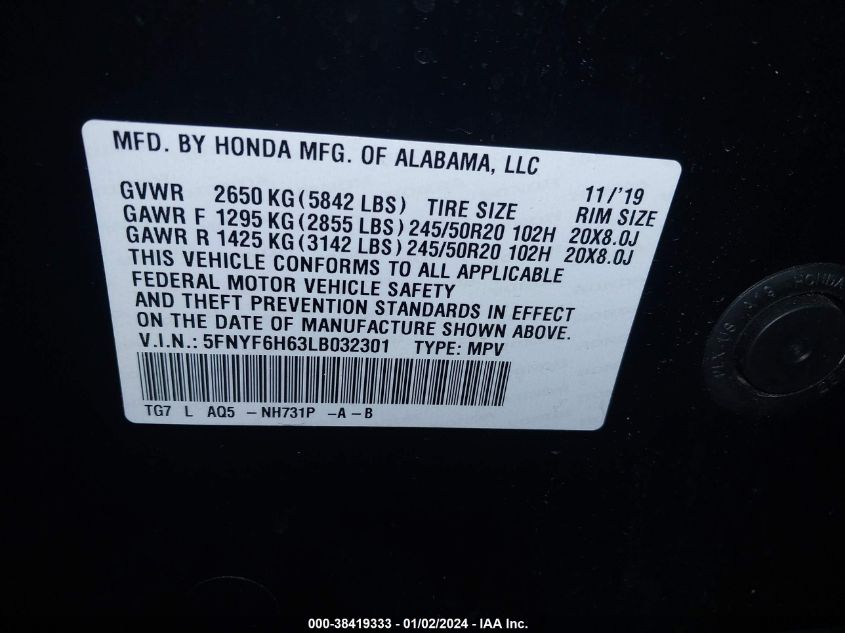 MFD. BY HONDA MFG. OF ALABAMA, LLC
GVWR 2650 KG (5842 LBS) TIRE SIZE 11/'19 RIM SIZE
GAWR F 1295 KG (2855 LBS) 245/50R20 102H 20X8.0J
GAWR R 1425 KG (3142 LBS) 245/50R20 102H 20X8.0J
THIS VEHICLE CONFORMS TO ALL APPLICABLE
FEDERAL MOTOR VEHICLE SAFETY
AND THEFT PREVENTION STANDARDS IN EFFECT
ON THE DATE OF MANUFACTURE SHOWN ABOVE.
V.I.N.: 5FNYF6H63LB032301 TYPE: MPV
TG7 L AQ5 - NH731P - A - B
HONDA
000-38419333 - 01/02/2024 - IAA Inc.